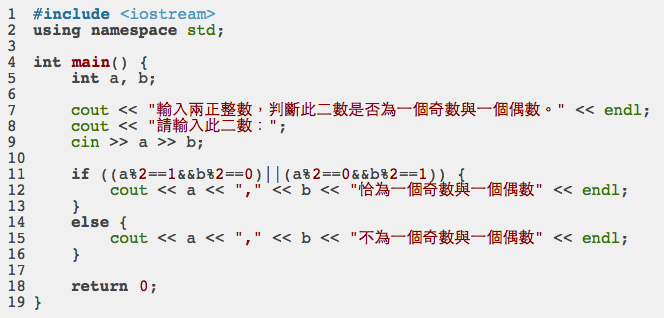 1 #include <iostream>
2 using namespace std;
3
4 int main() {
5     int a, b;
6
7     cout << "輸入兩正整數，判斷此二數是否為一個奇數與一個偶數。" << endl;
8     cout << "請輸入此二數：";
9     cin >> a >> b;
10
11     if ((a%2==1&&b%2==0)||(a%2==0&&b%2==1)) {
12         cout << a << "," << b << "恰為一個奇數與一個偶數" << endl;
13     }
14     else {
15         cout << a << "," << b << "不為一個奇數與一個偶數" << endl;
16     }
17
18     return 0;
19 }